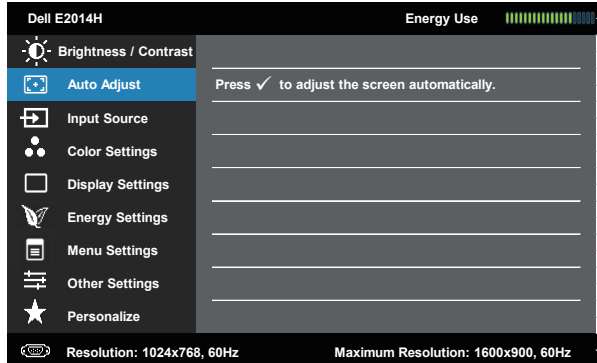 Dell E2014H Energy Use
Brightness / Contrast
Auto Adjust Press ✓ to adjust the screen automatically.
Input Source
Color Settings
Display Settings
Energy Settings
Menu Settings
Other Settings
Personalize
Resolution: 1024x768, 60Hz Maximum Resolution: 1600x900, 60Hz